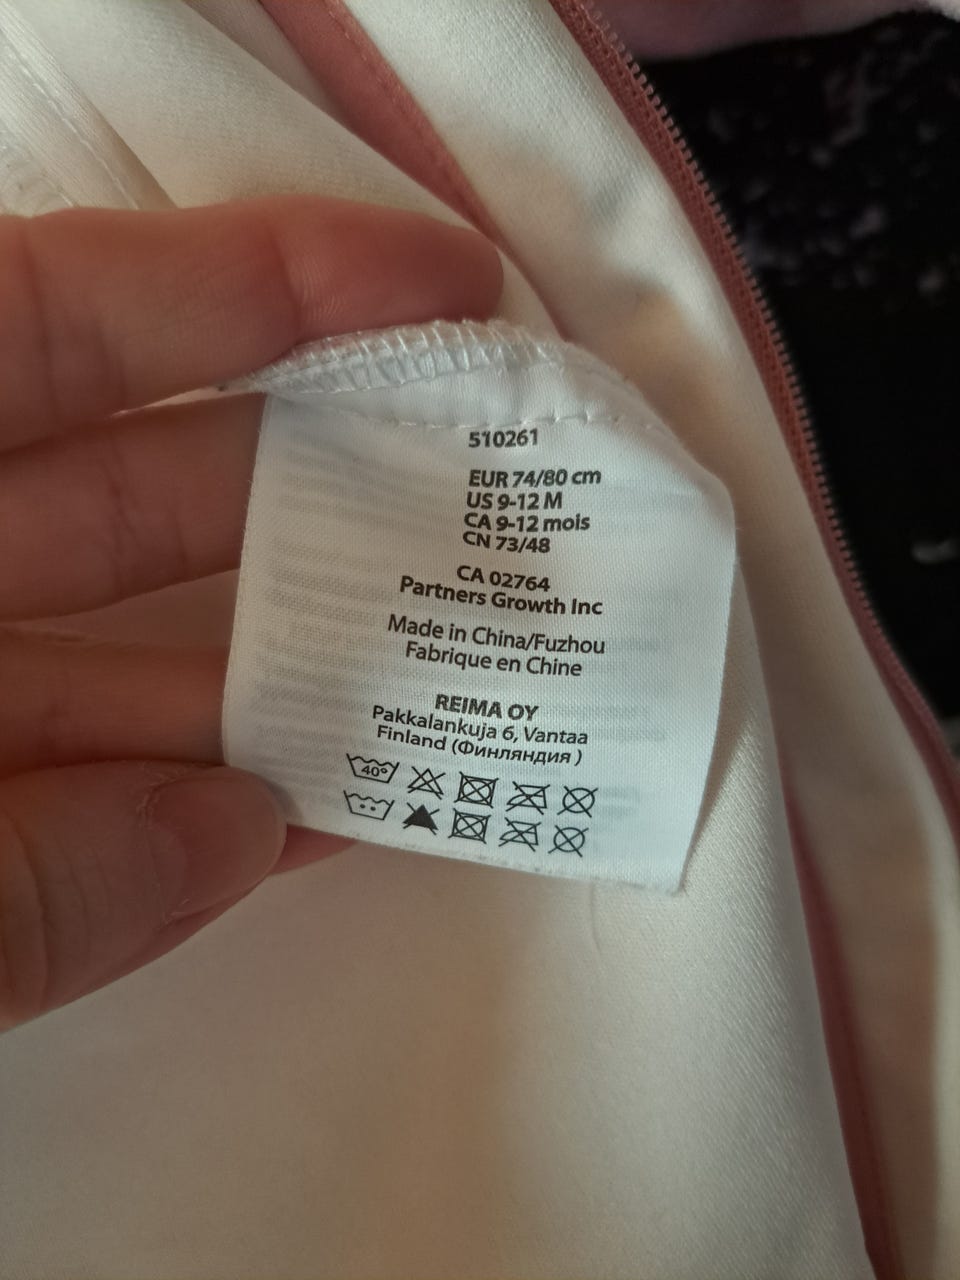 510261
EUR 74/80 cm
US 9-12 M
CA 9-12 mois
CN 73/48
CA 02764
Partners Growth Inc
Made in China/Fuzhou
Fabrique en Chine
REIMA OY
Pakkalankuja 6, Vantaa
Finland (Финляндия )
40°